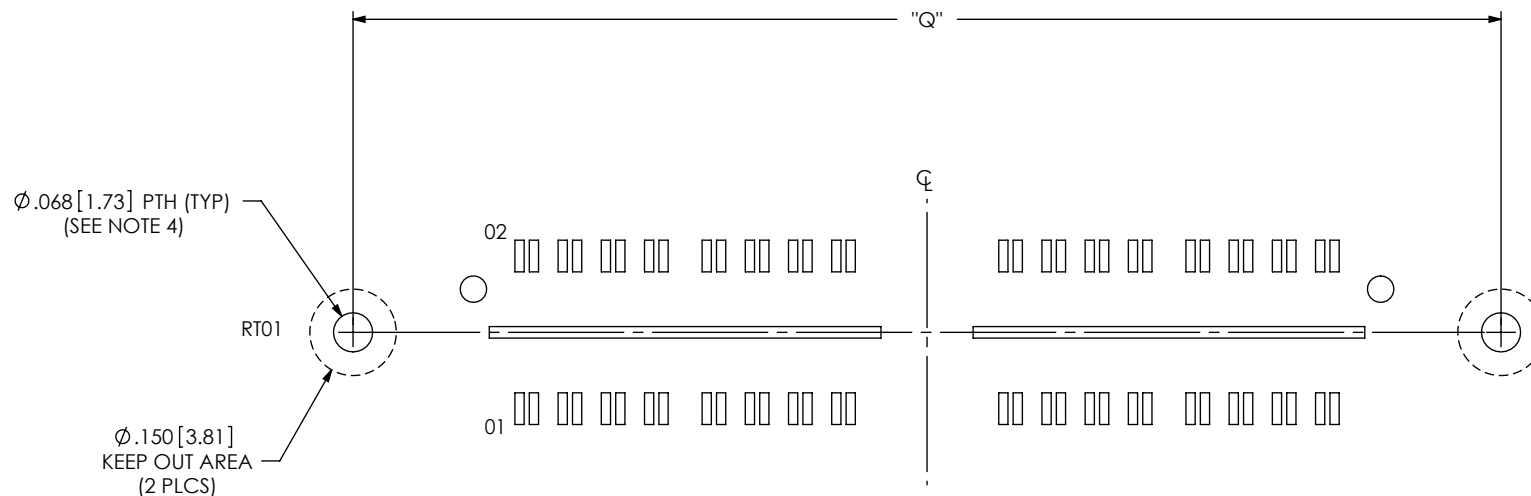 "Q"
℄
Ø.068[1.73] PTH (TYP)
(SEE NOTE 4)
02
RT01
01
Ø.150[3.81]
KEEP OUT AREA
(2 PLCS)